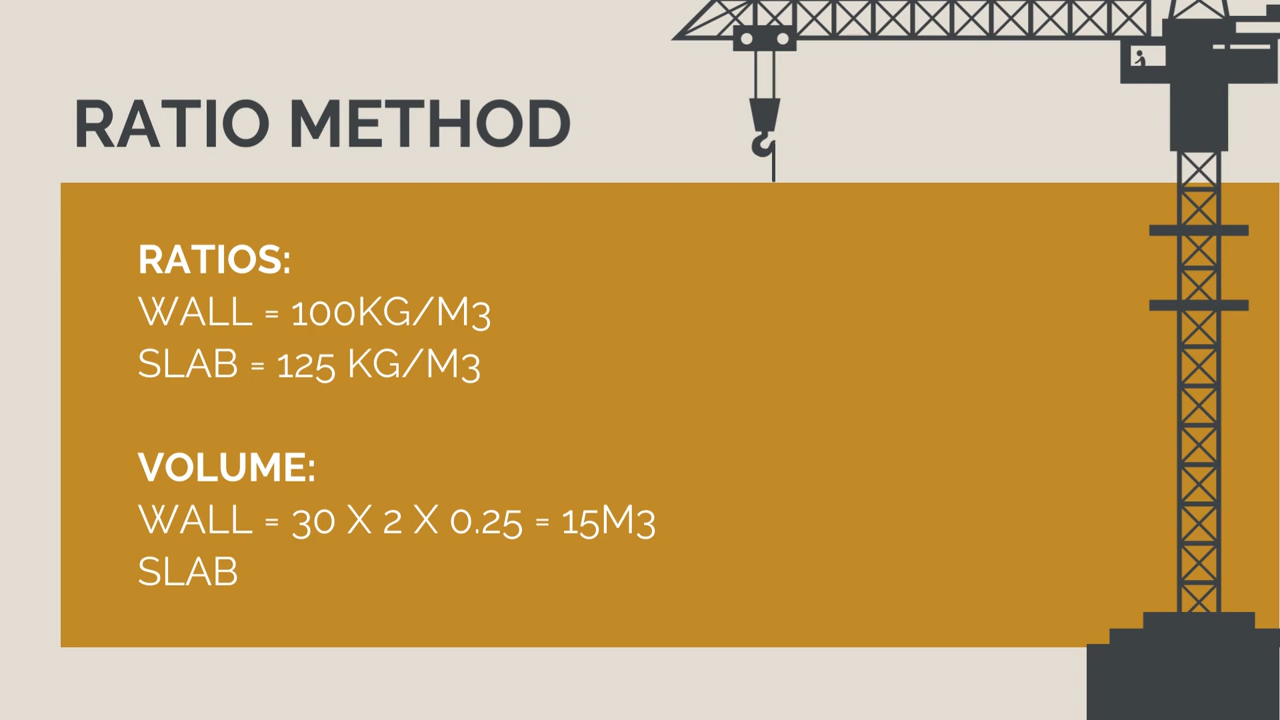 RATIO METHOD
RATIOS:
WALL = 100KG/M3
SLAB = 125 KG/M3
VOLUME:
WALL = 30 X 2 X 0.25 = 15M3
SLAB